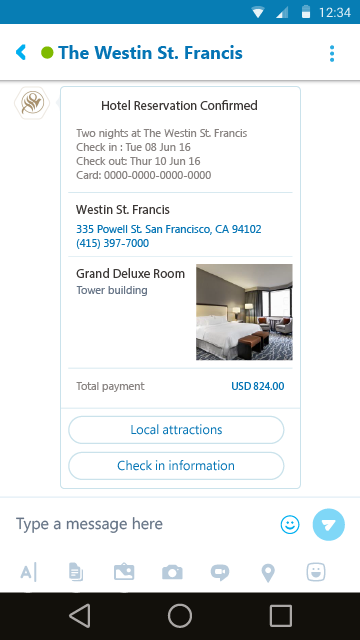 12:34
The Westin St. Francis
Hotel Reservation Confirmed
Two nights at The Westin St. Francis
Check in : Tue 08 Jun 16
Check out: Thur 10 Jun 16
Card: 0000-0000-0000-0000
Westin St. Francis
335 Powell St. San Francisco, CA 94102
(415) 397-7000
Grand Deluxe Room
Tower building
Total payment USD 824.00
Local attractions
Check in information
Type a message here
A